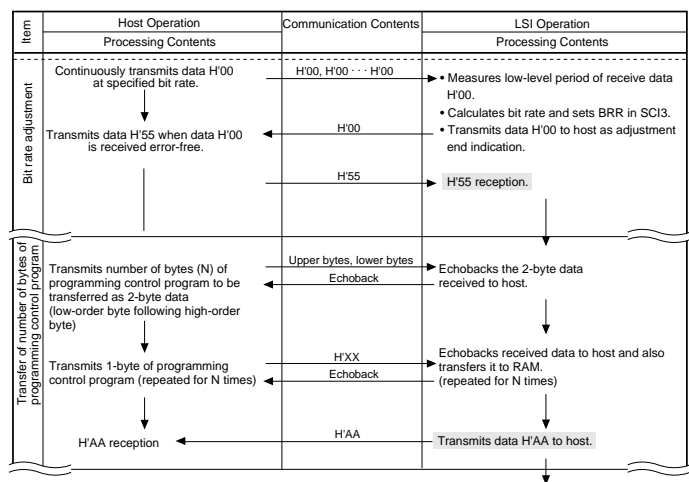 Item
Host Operation
Communication Contents
LSI Operation
Processing Contents
Processing Contents
Bit rate adjustment
Continuously transmits data H'00
at specified bit rate.
H'00, H'00 · · · H'00
• Measures low-level period of receive data
H'00.
• Calculates bit rate and sets BRR in SCI3.
• Transmits data H'00 to host as adjustment
end indication.
Transmits data H'55 when data H'00
is received error-free.
H'00
H'55
H'55 reception.
Transfer of number of bytes of
programming control program
Transmits number of bytes (N) of
programming control program to be
transferred as 2-byte data
(low-order byte following high-order
byte)
Upper bytes, lower bytes
Echoback
Echobacks the 2-byte data
received to host.
Transmits 1-byte of programming
control program (repeated for N times)
H'XX
Echoback
Echobacks received data to host and also
transfers it to RAM.
(repeated for N times)
H'AA reception
H'AA
Transmits data H'AA to host.